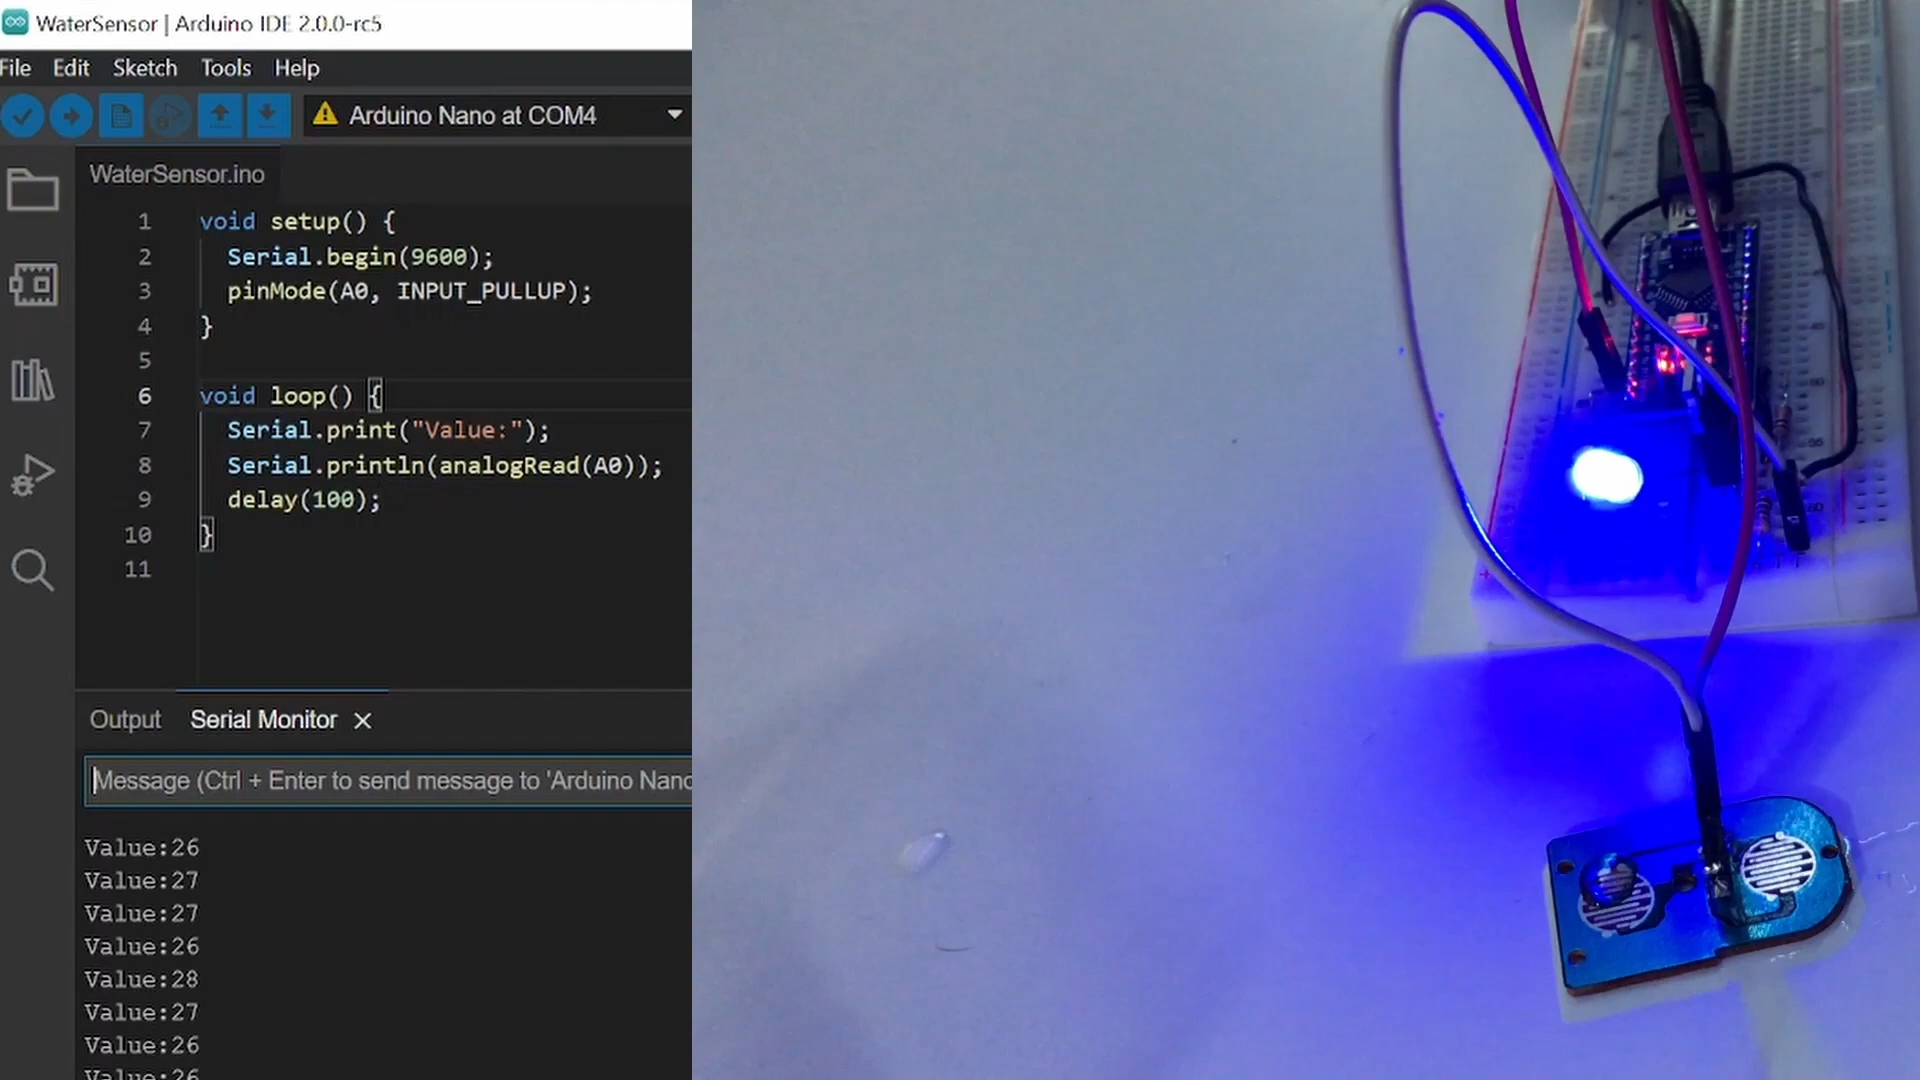 WaterSensor | Arduino IDE 2.0.0-rc5
File Edit Sketch Tools Help
Arduino Nano at COM4
WaterSensor.ino
1 void setup() {
2 Serial.begin(9600);
3 pinMode(A0, INPUT_PULLUP);
4 }
5
6 void loop() {
7 Serial.print("Value:");
8 Serial.println(analogRead(A0));
9 delay(100);
10 }
11
Output Serial Monitor
Message (Ctrl + Enter to send message to 'Arduino Nano
Value:26
Value:27
Value:27
Value:26
Value:28
Value:27
Value:26
Value:26